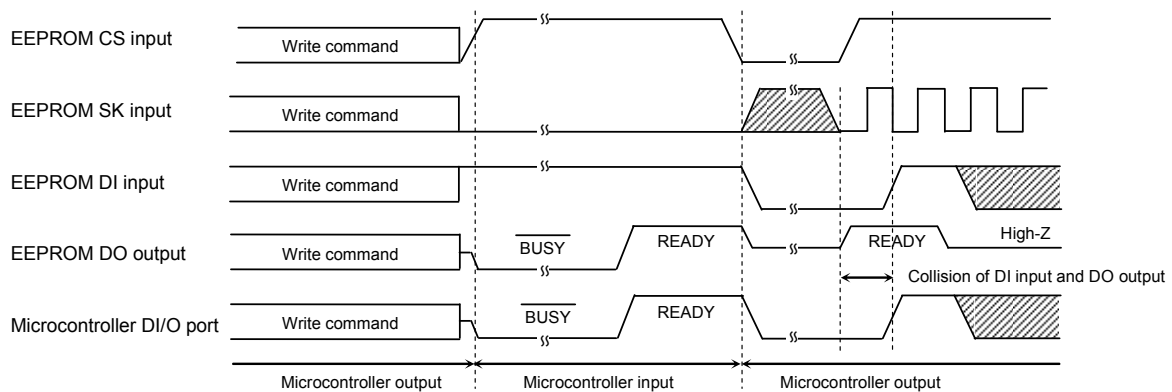 EEPROM CS input
Write command
EEPROM SK input
Write command
EEPROM DI input
Write command
EEPROM DO output
Write command
BUSY
READY
READY
High-Z
Collision of DI input and DO output
Microcontroller DI/O port
Write command
BUSY
READY
Microcontroller output
Microcontroller input
Microcontroller output